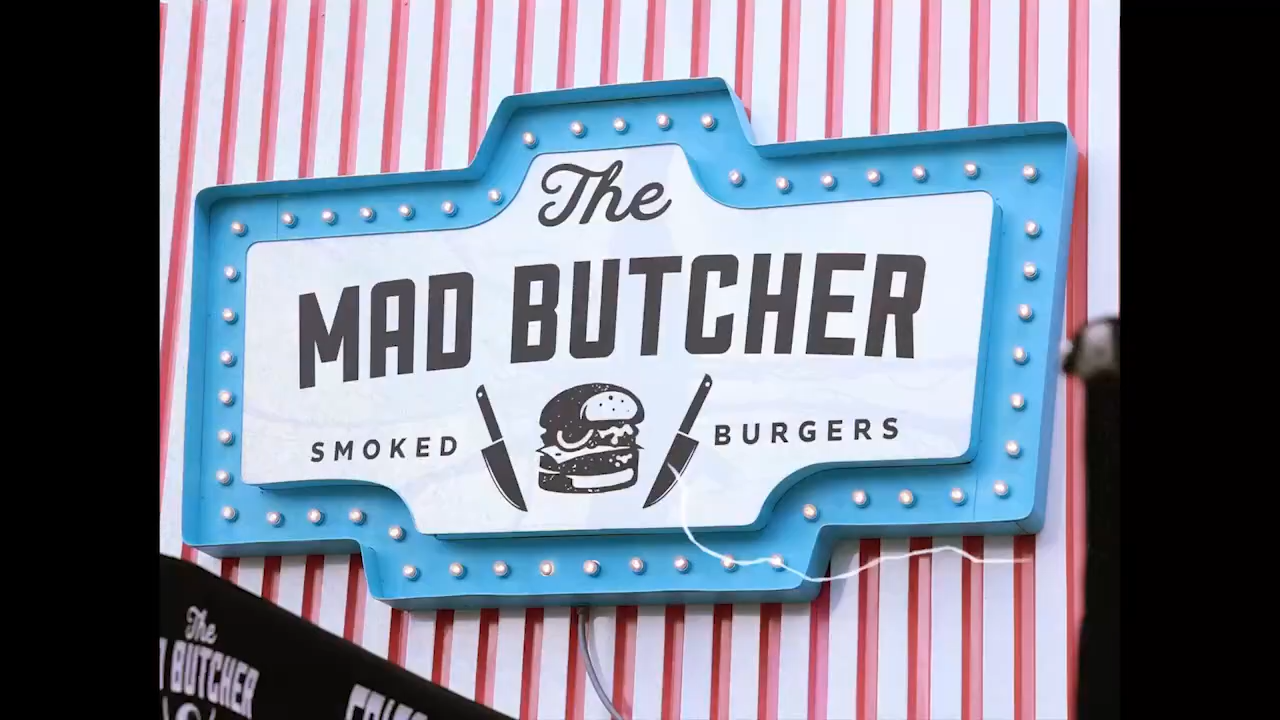 The
MAD BUTCHER
SMOKED BURGERS
The
BUTCHER